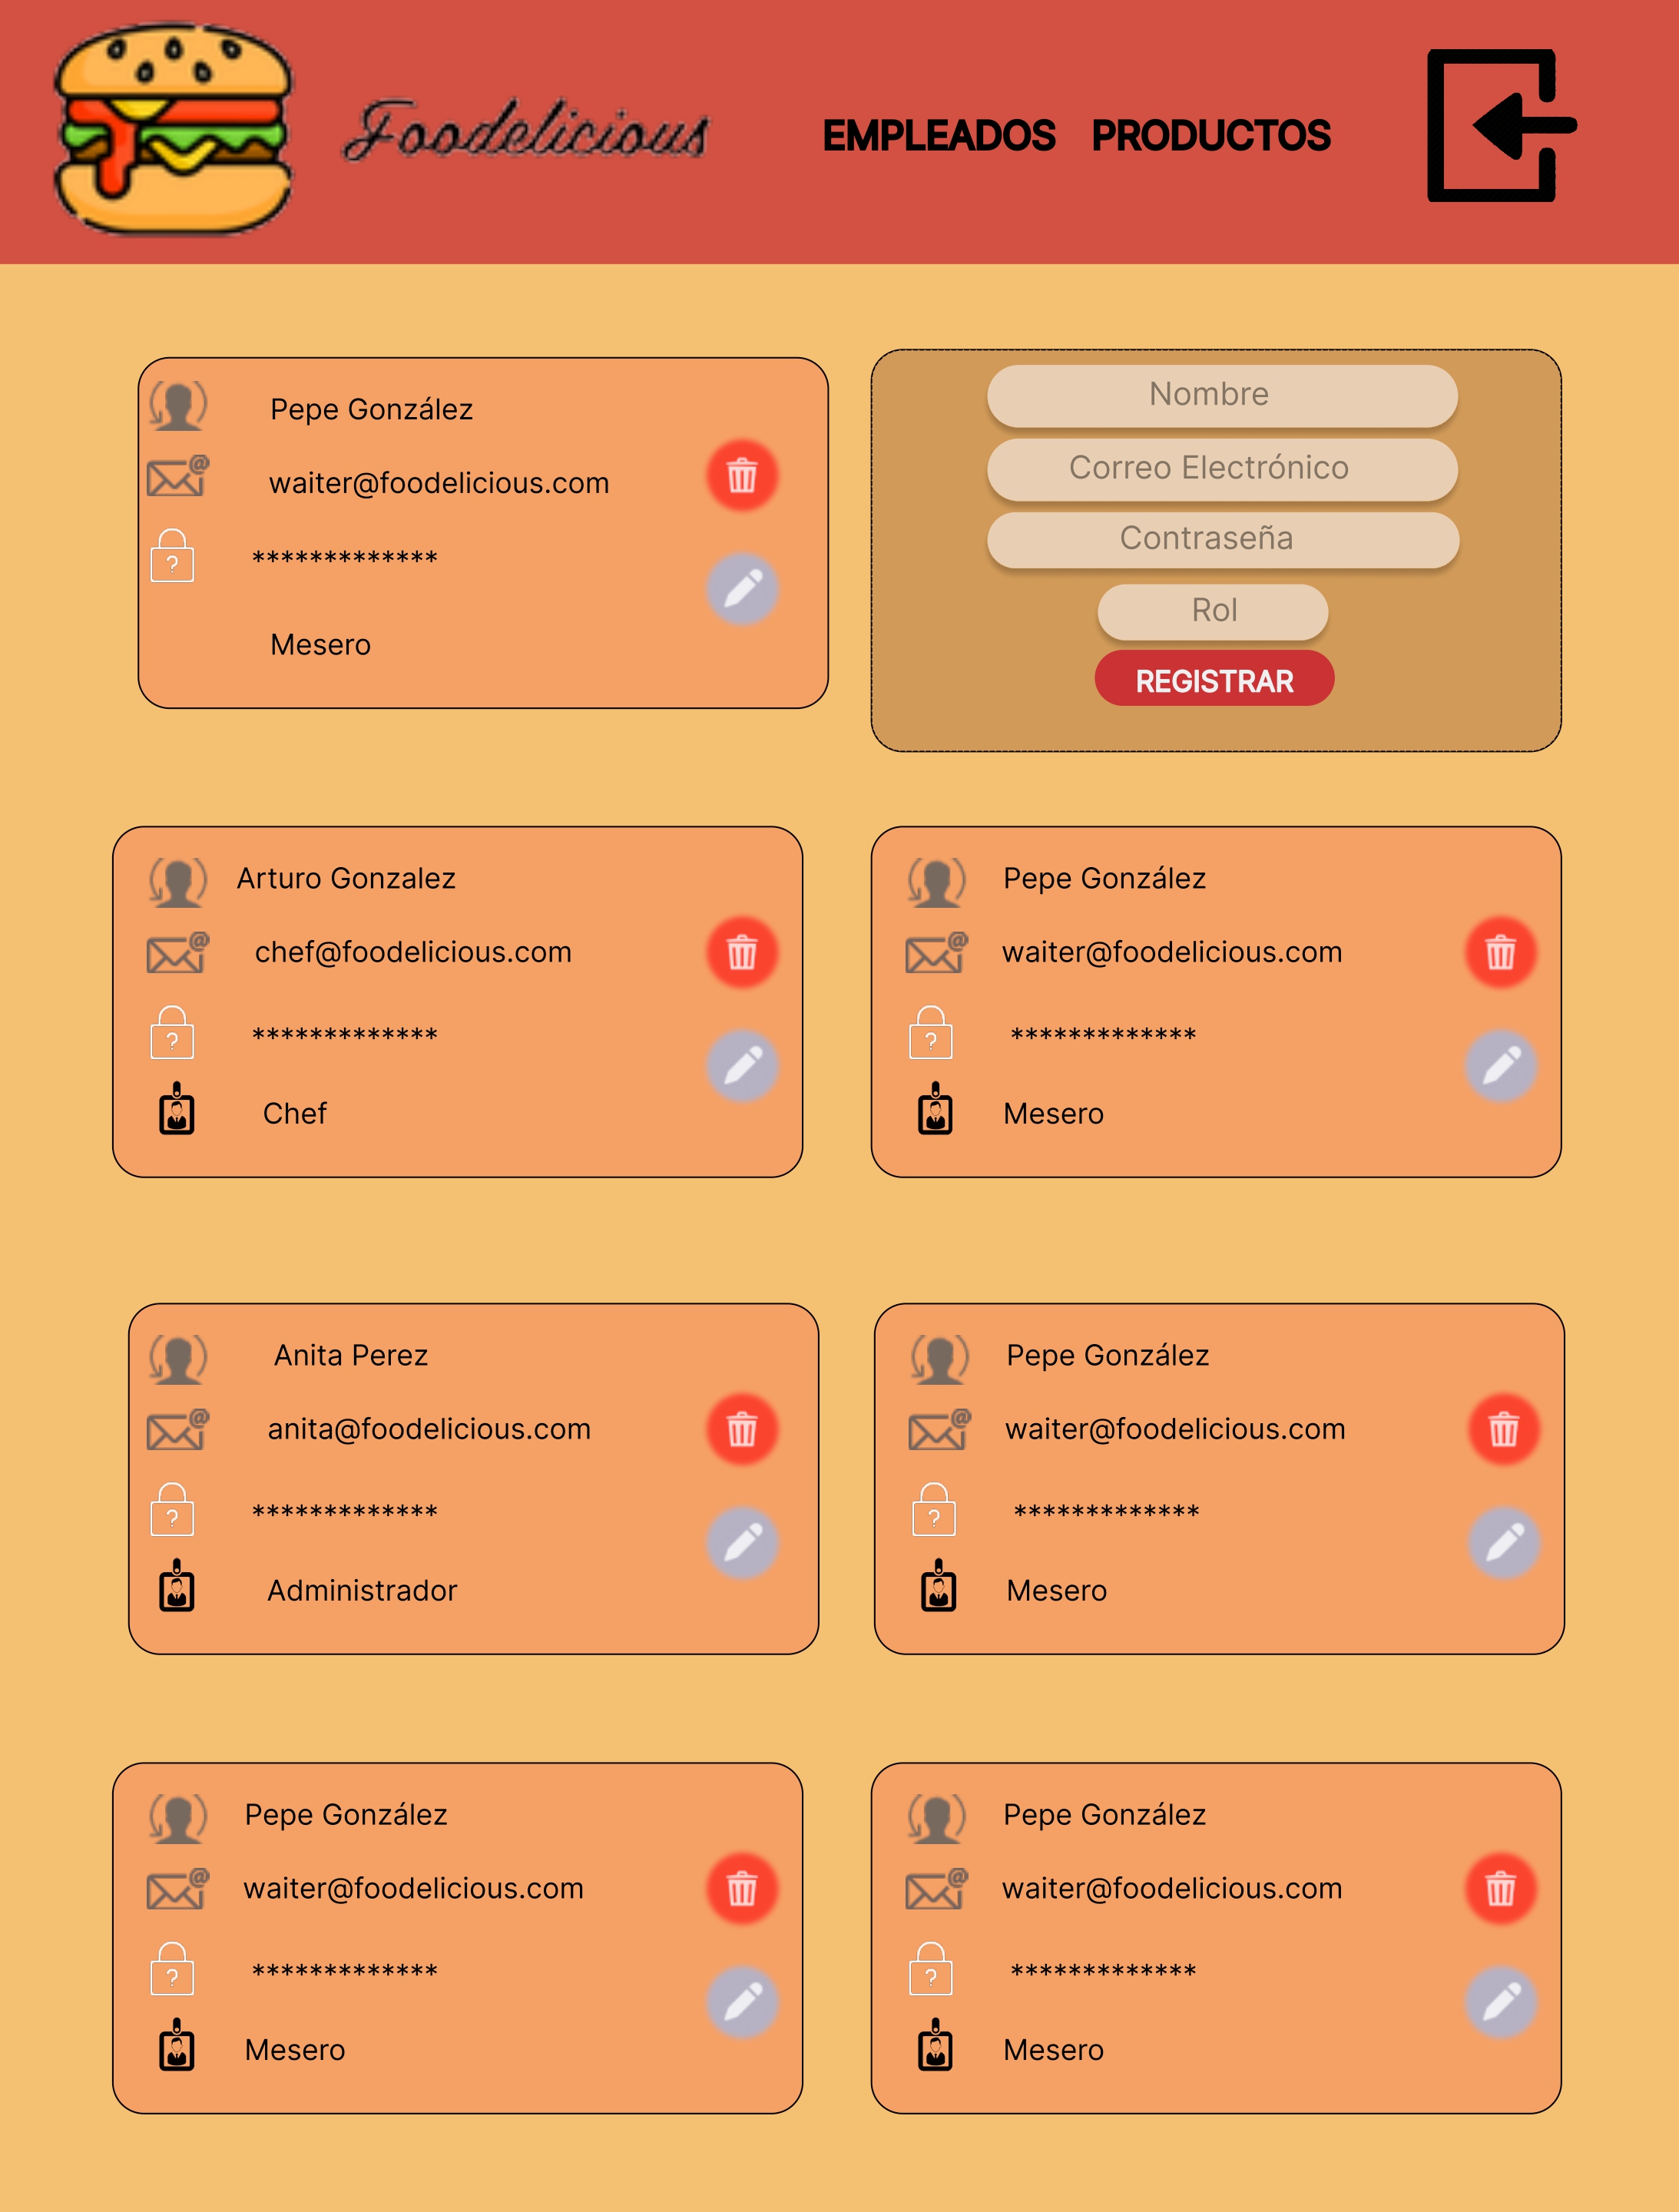 Foodelicious
EMPLEADOS PRODUCTOS
Pepe González
waiter@foodelicious.com
*************
Mesero
Nombre
Correo Electrónico
Contraseña
Rol
REGISTRAR
Arturo Gonzalez
chef@foodelicious.com
*************
Chef
Pepe González
waiter@foodelicious.com
*************
Mesero
Anita Perez
anita@foodelicious.com
*************
Administrador
Pepe González
waiter@foodelicious.com
*************
Mesero
Pepe González
waiter@foodelicious.com
*************
Mesero
Pepe González
waiter@foodelicious.com
*************
Mesero